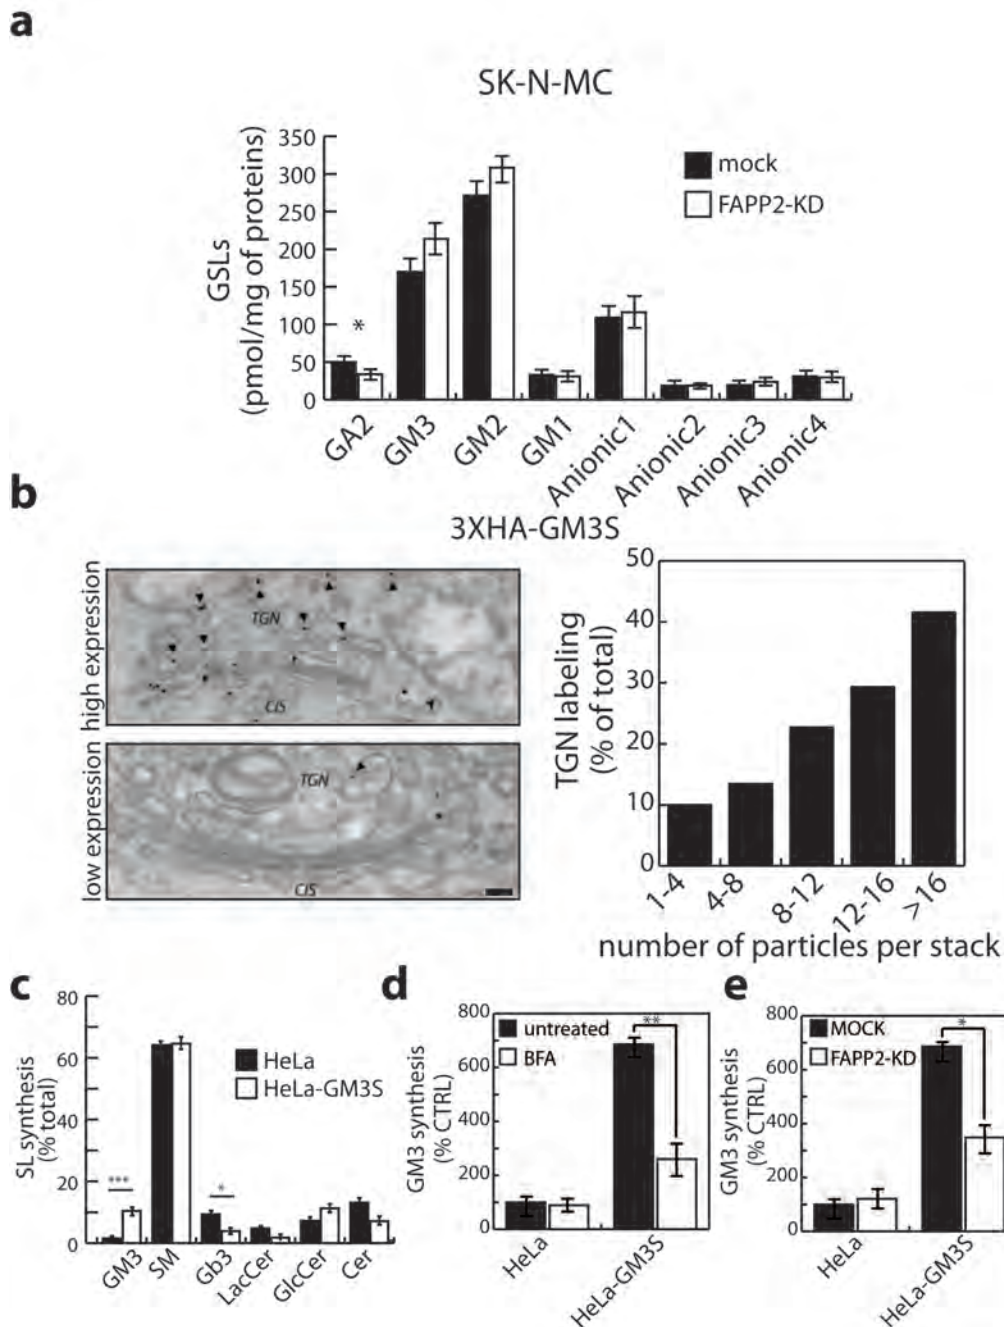 a
SK-N-MC
GSLs
(pmol/mg of proteins)
350
300
250
200
150
100
50
0
mock
FAPP2-KD
*
GA2
GM3
GM2
GM1
Anionic1
Anionic2
Anionic3
Anionic4
b
3XHA-GM3S
high expression
TGN
CIS
low expression
TGN
CIS
TGN labeling
(% of total)
50
40
30
20
10
0
1-4
4-8
8-12
12-16
>16
number of particles per stack
c
SL synthesis
(% total)
80
60
40
20
0
HeLa
HeLa-GM3S
***
*
GM3
SM
Gb3
LacCer
GlcCer
Cer
d
GM3 synthesis
(% CTRL)
800
600
400
200
0
untreated
BFA
**
HeLa
HeLa-GM3S
e
GM3 synthesis
(% CTRL)
800
600
400
200
0
MOCK
FAPP2-KD
*
HeLa
HeLa-GM3S